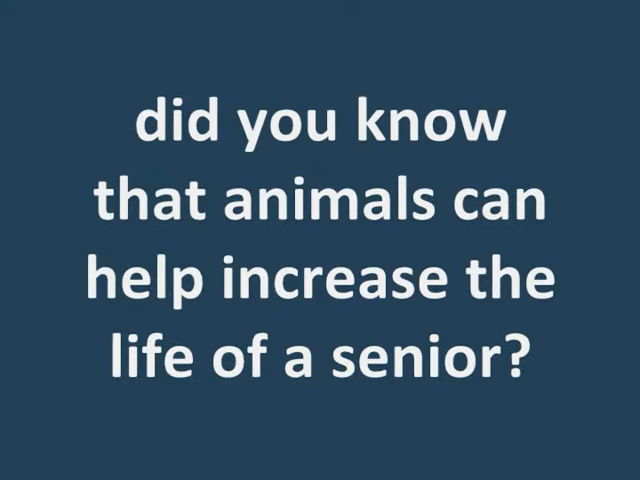 did you know
that animals can
help increase the
life of a senior?